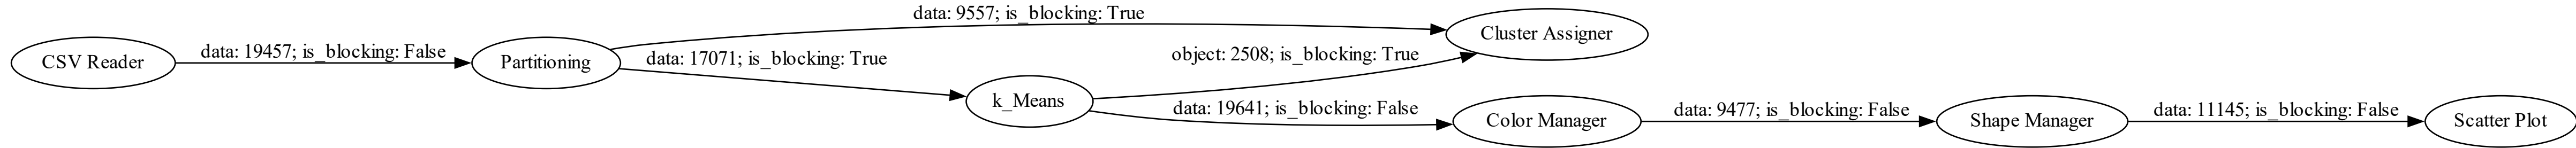 data: 9557; is_blocking: True
Cluster Assigner
CSV Reader
data: 19457; is_blocking: False
Partitioning
data: 17071; is_blocking: True
object: 2508; is_blocking: True
k_Means
data: 19641; is_blocking: False
Color Manager
data: 9477; is_blocking: False
Shape Manager
data: 11145; is_blocking: False
Scatter Plot